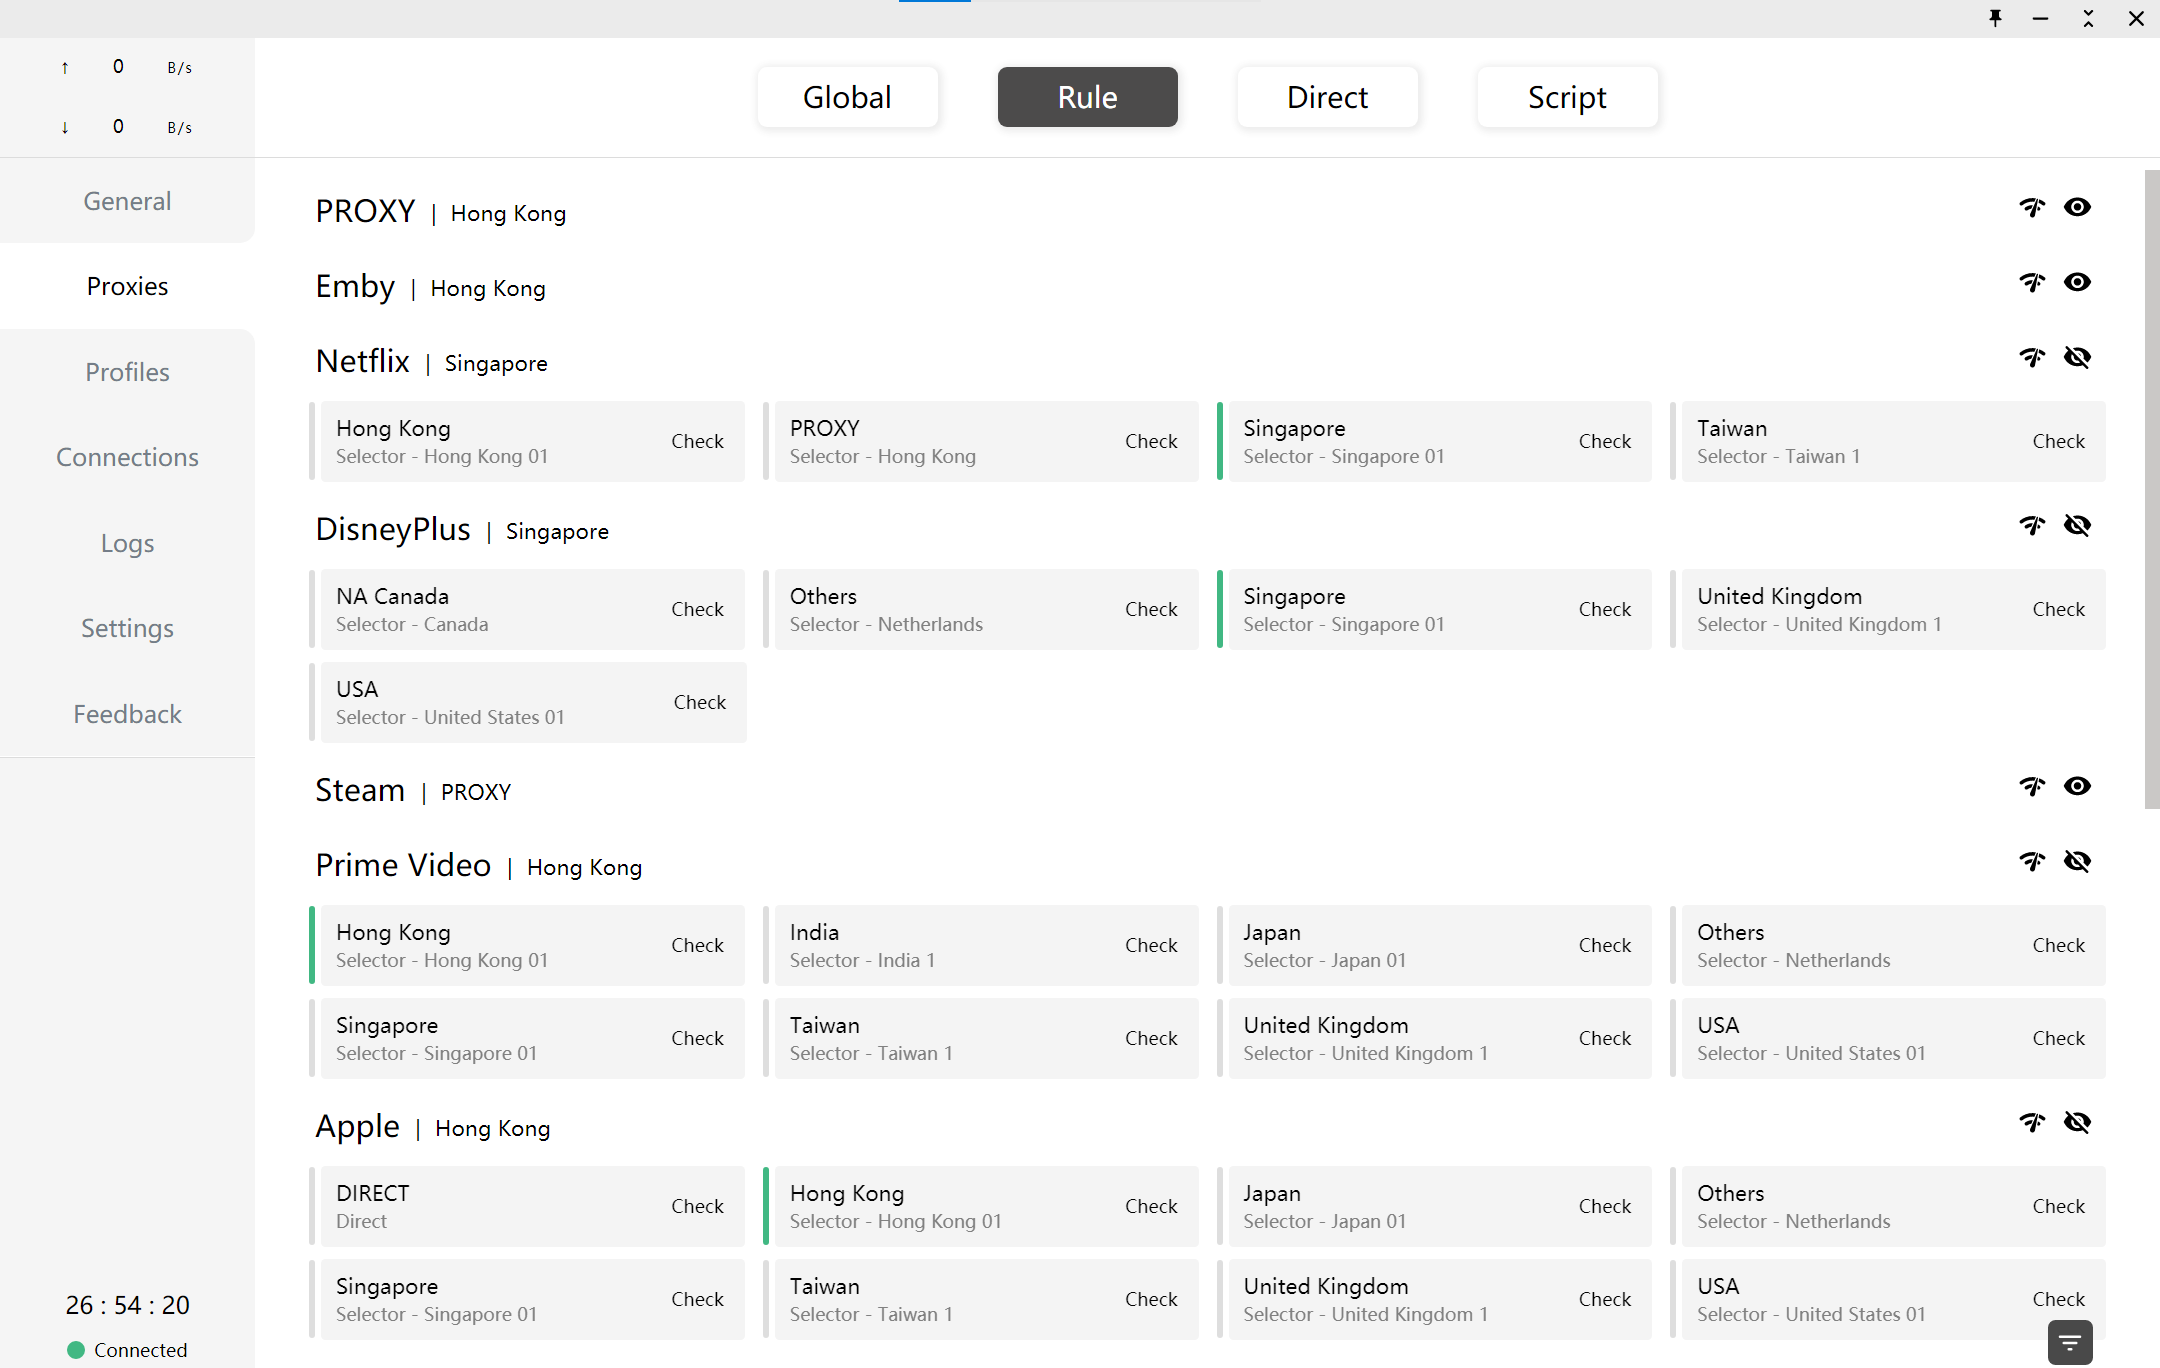 ↑ 0 B/s
↓ 0 B/s
General
Proxies
Profiles
Connections
Logs
Settings
Feedback
26 : 54 : 20
Connected
Global
Rule
Direct
Script
PROXY | Hong Kong
Emby | Hong Kong
Netflix | Singapore
Hong Kong
Selector - Hong Kong 01
Check
PROXY
Selector - Hong Kong
Check
Singapore
Selector - Singapore 01
Check
Taiwan
Selector - Taiwan 1
Check
DisneyPlus | Singapore
NA Canada
Selector - Canada
Check
Others
Selector - Netherlands
Check
Singapore
Selector - Singapore 01
Check
United Kingdom
Selector - United Kingdom 1
Check
USA
Selector - United States 01
Check
Steam | PROXY
Prime Video | Hong Kong
Hong Kong
Selector - Hong Kong 01
Check
India
Selector - India 1
Check
Japan
Selector - Japan 01
Check
Others
Selector - Netherlands
Check
Singapore
Selector - Singapore 01
Check
Taiwan
Selector - Taiwan 1
Check
United Kingdom
Selector - United Kingdom 1
Check
USA
Selector - United States 01
Check
Apple | Hong Kong
DIRECT
Direct
Check
Hong Kong
Selector - Hong Kong 01
Check
Japan
Selector - Japan 01
Check
Others
Selector - Netherlands
Check
Singapore
Selector - Singapore 01
Check
Taiwan
Selector - Taiwan 1
Check
United Kingdom
Selector - United Kingdom 1
Check
USA
Selector - United States 01
Check